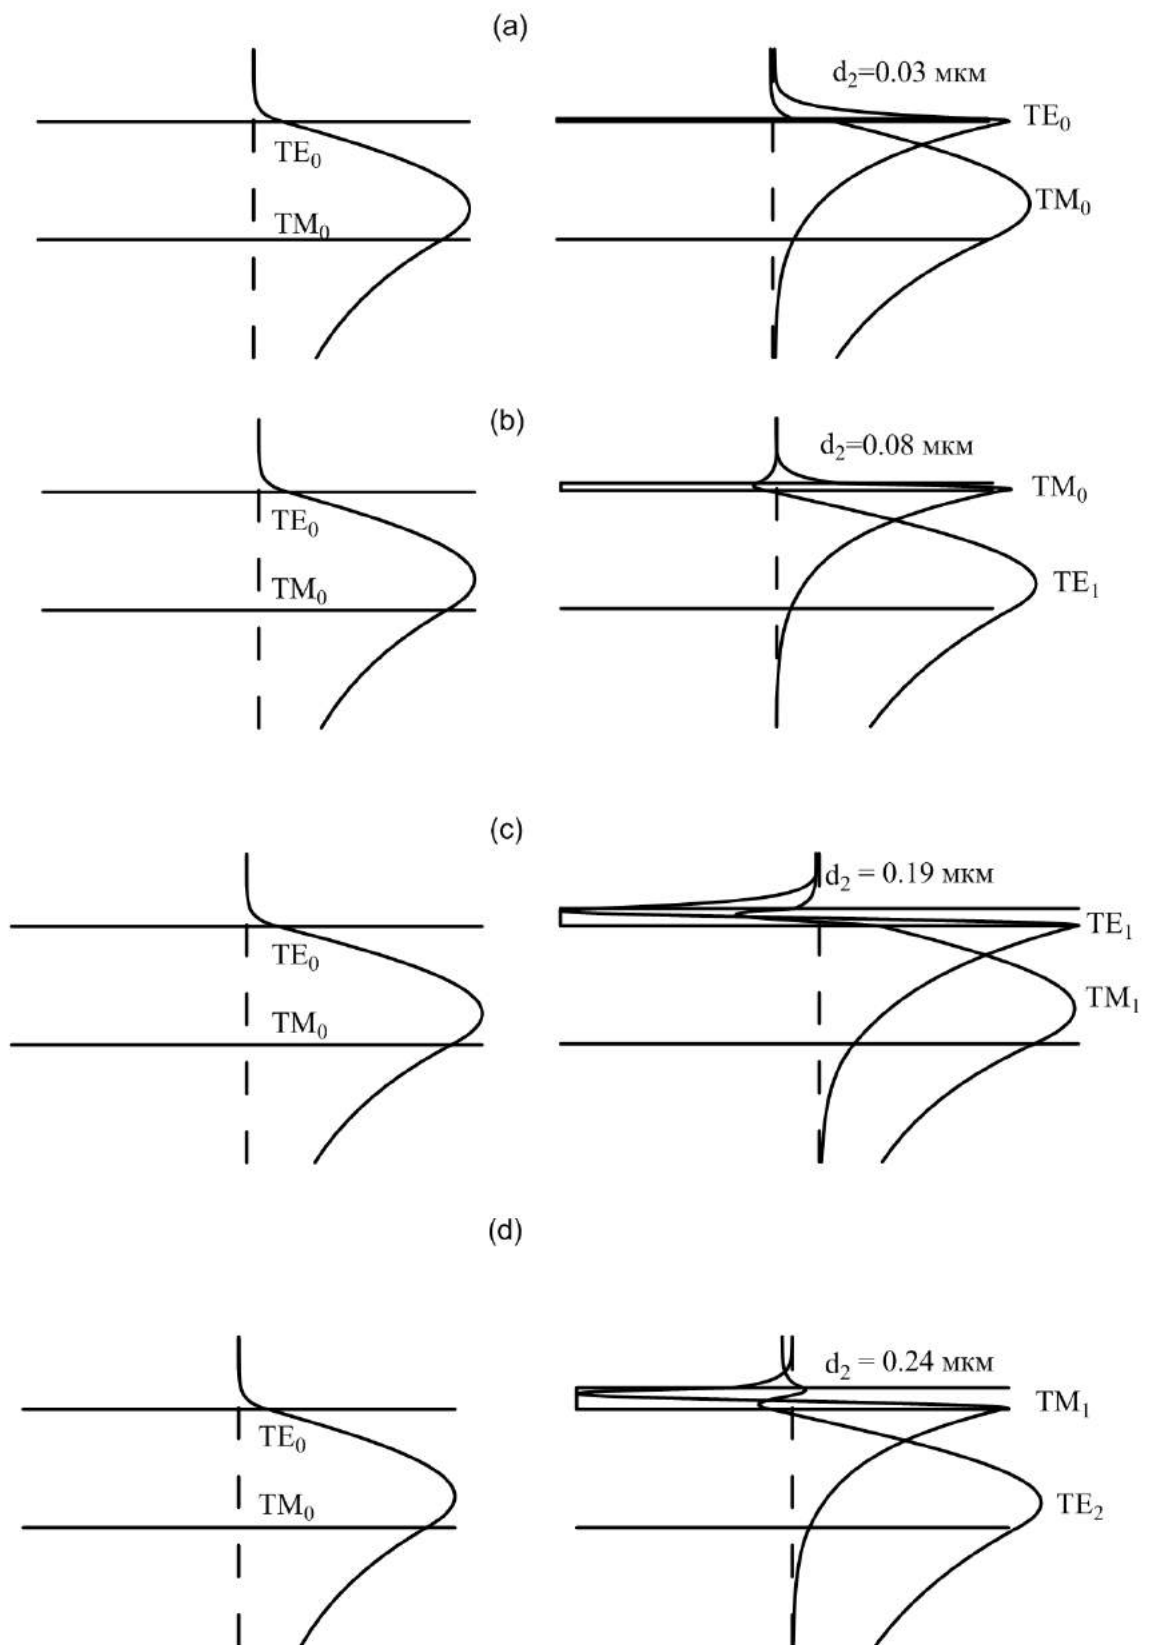 (a)
d₂=0.03 мкм
TE₀
TE₀
TM₀
TM₀
(b)
d₂=0.08 мкм
TM₀
TE₀
TM₀
TE₁
(c)
d₂ = 0.19 мкм
TE₁
TE₀
TM₁
TM₀
(d)
d₂ = 0.24 мкм
TM₁
TE₀
TM₀
TE₂